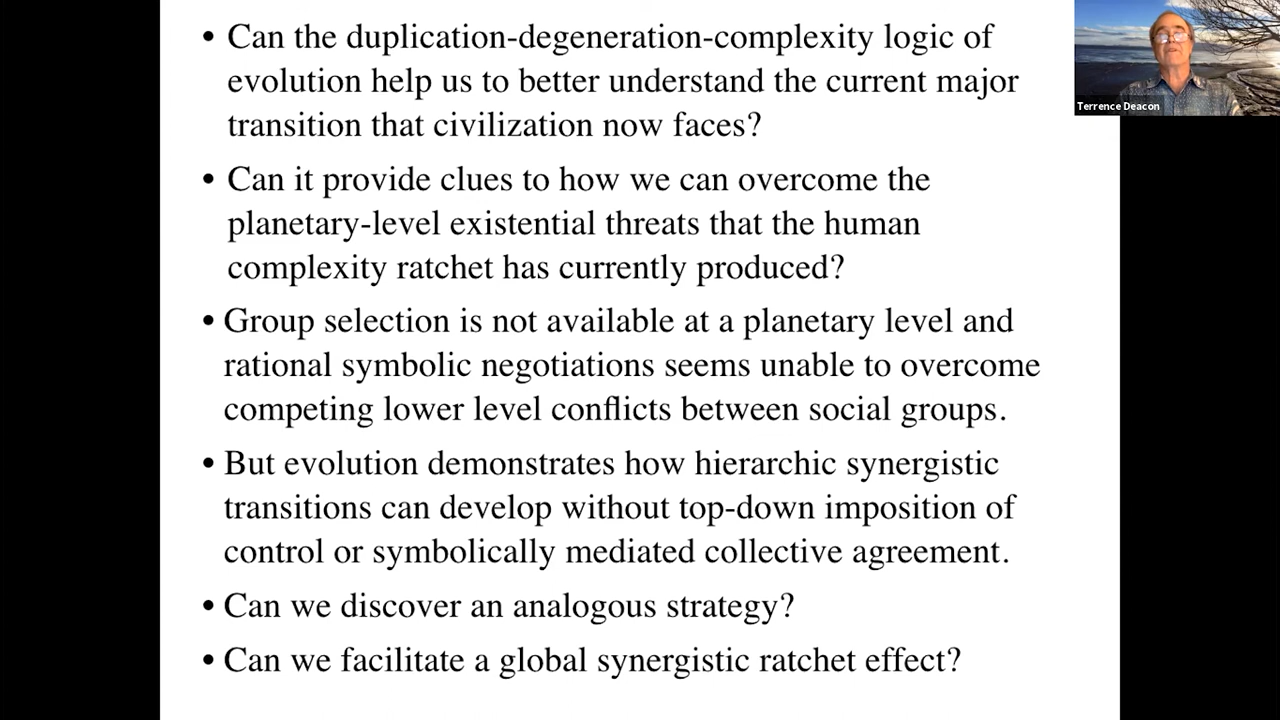 • Can the duplication-degeneration-complexity logic of
evolution help us to better understand the current major
transition that civilization now faces?
• Can it provide clues to how we can overcome the
planetary-level existential threats that the human
complexity ratchet has currently produced?
• Group selection is not available at a planetary level and
rational symbolic negotiations seems unable to overcome
competing lower level conflicts between social groups.
• But evolution demonstrates how hierarchic synergistic
transitions can develop without top-down imposition of
control or symbolically mediated collective agreement.
• Can we discover an analogous strategy?
• Can we facilitate a global synergistic ratchet effect?
Terrence Deacon